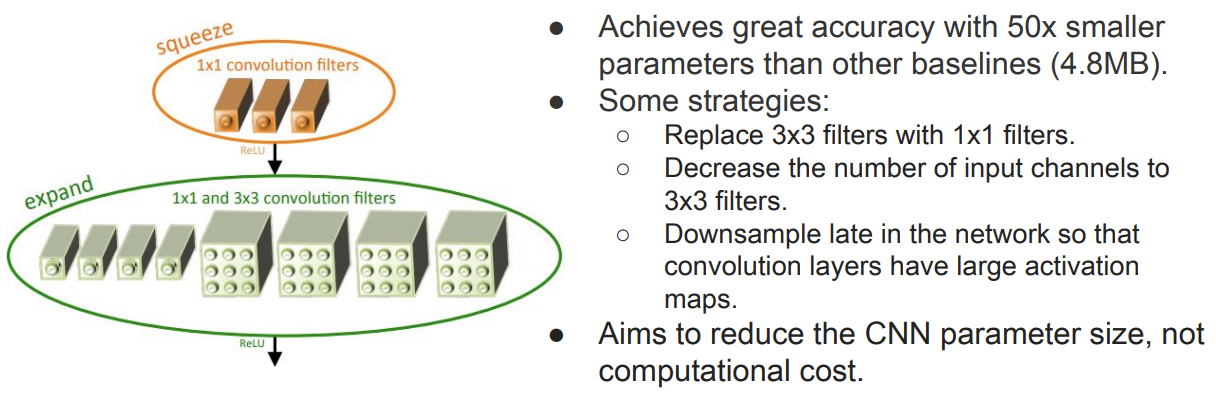 squeeze
1x1 convolution filters
ReLU
expand
1x1 and 3x3 convolution filters
ReLU
● Achieves great accuracy with 50x smaller
parameters than other baselines (4.8MB).
● Some strategies:
○ Replace 3x3 filters with 1x1 filters.
○ Decrease the number of input channels to
3x3 filters.
○ Downsample late in the network so that
convolution layers have large activation
maps.
● Aims to reduce the CNN parameter size, not
computational cost.